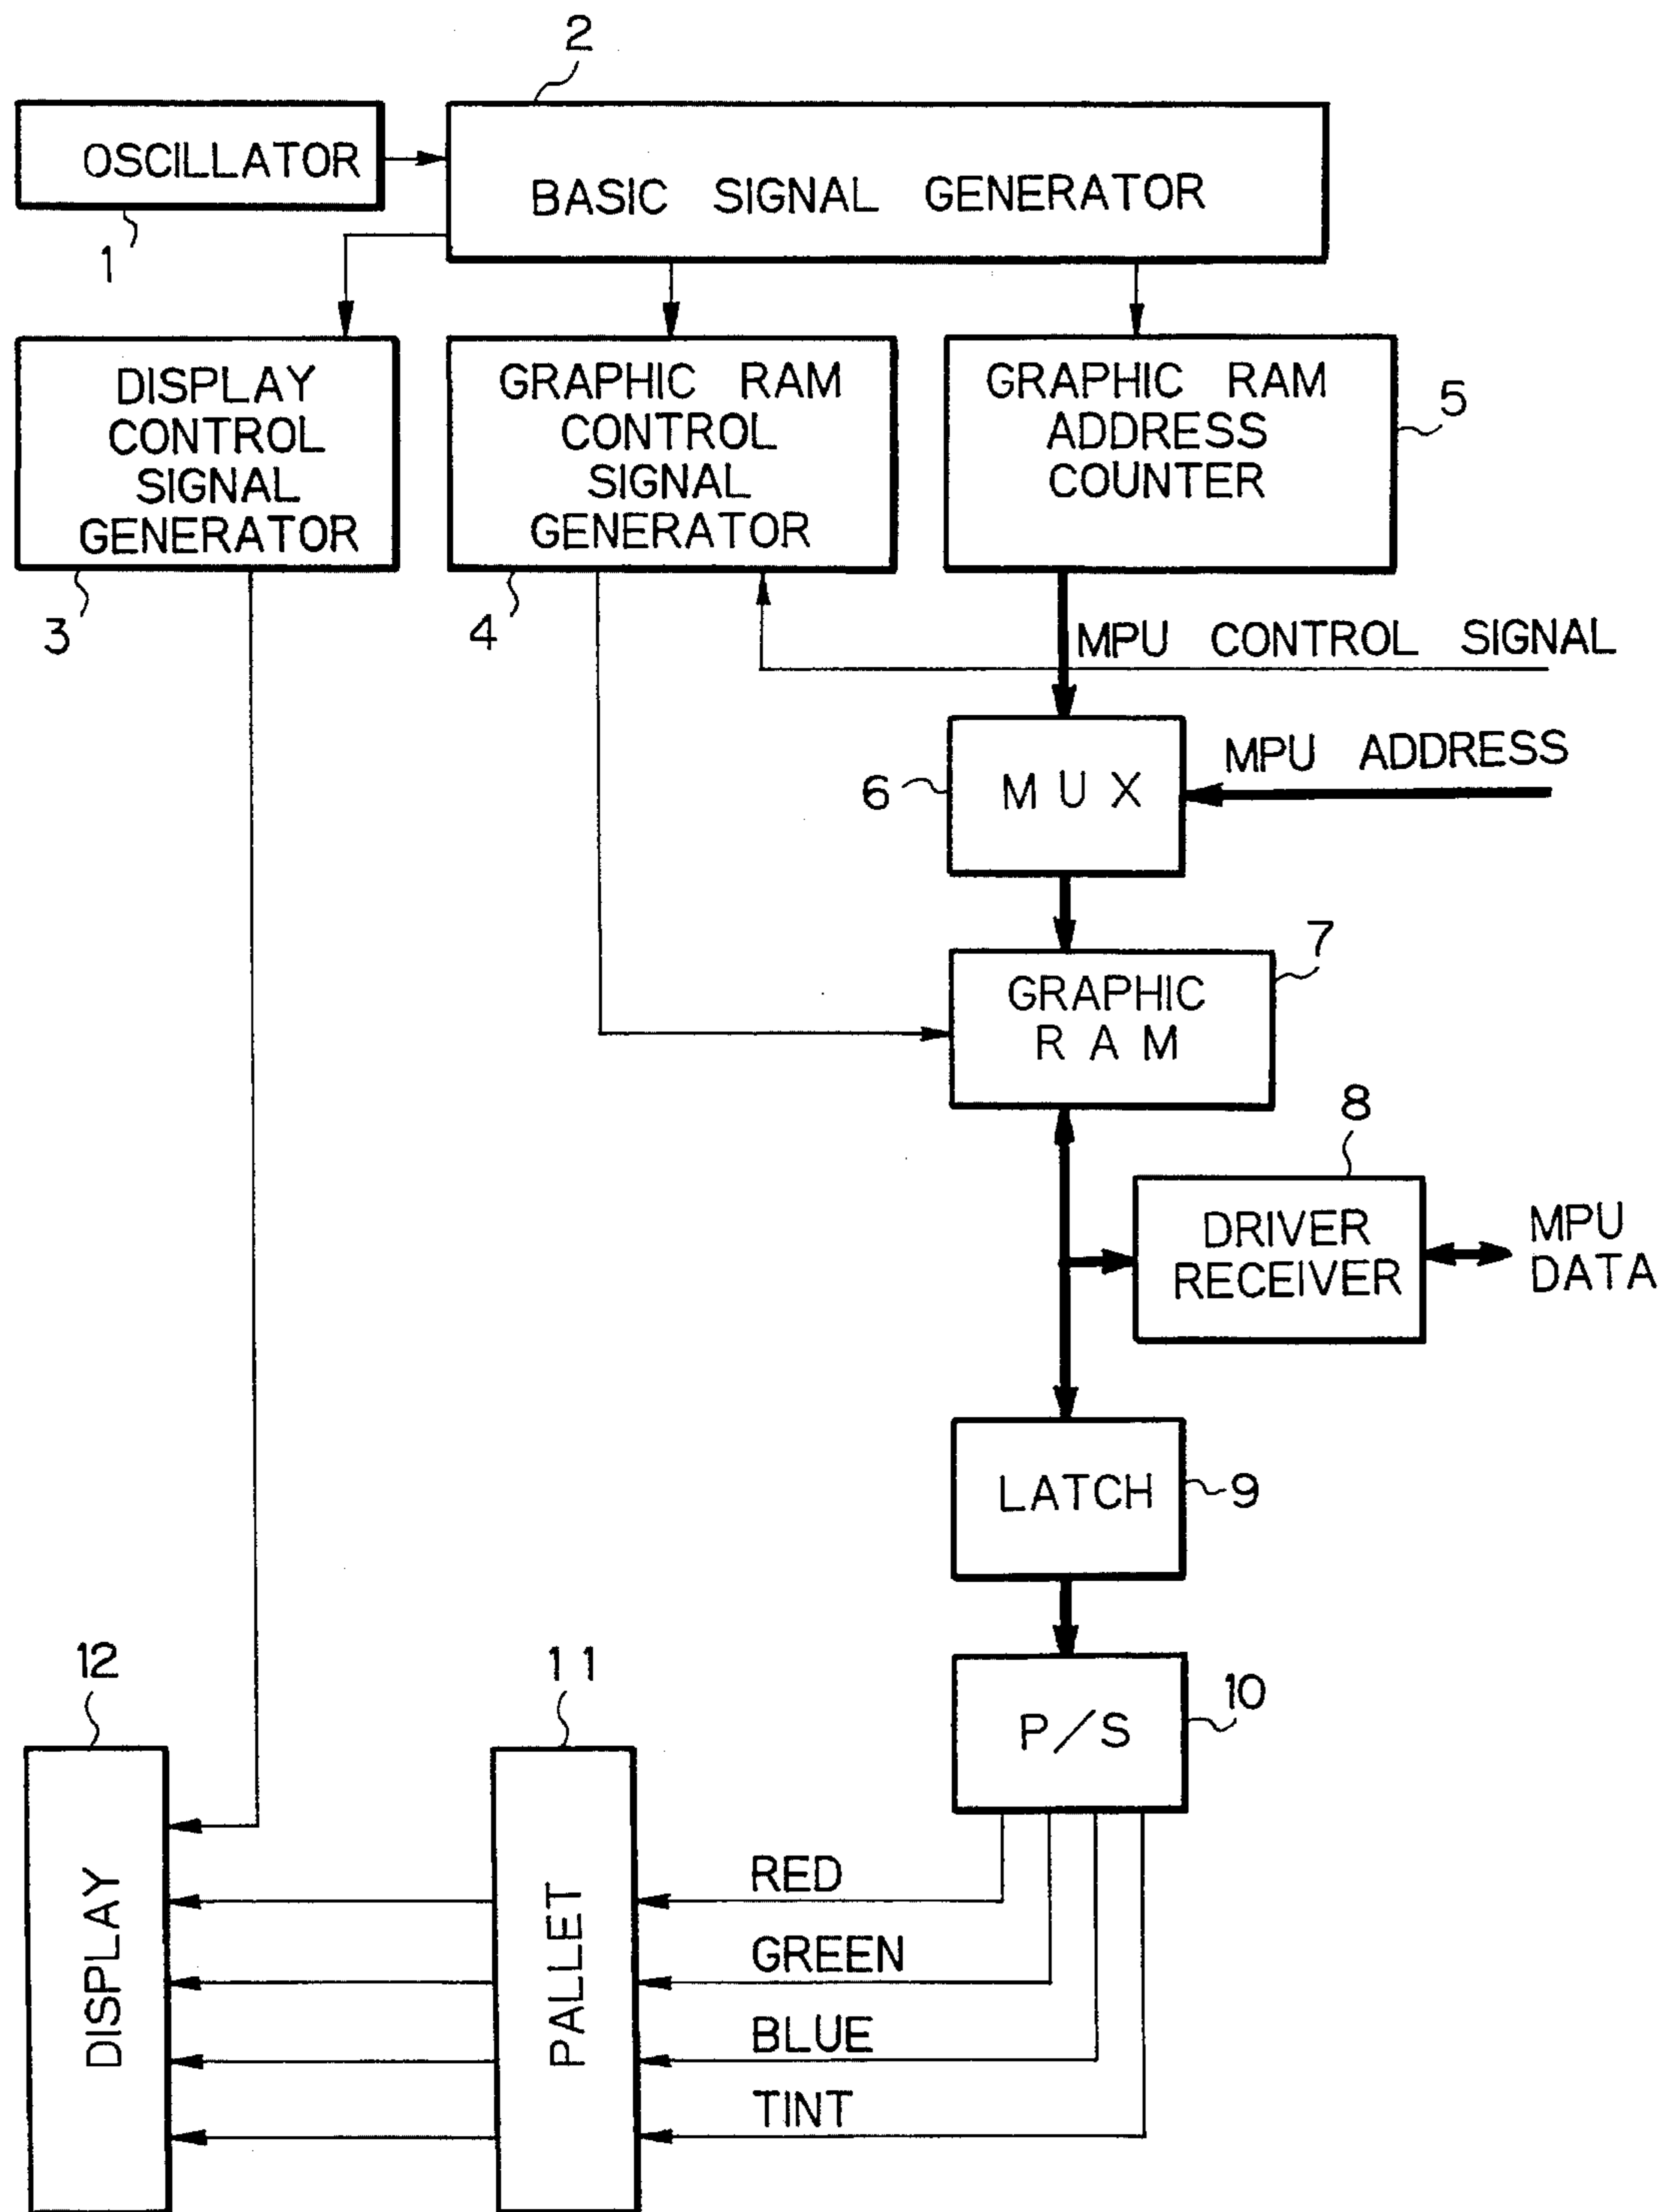 2
OSCILLATOR
BASIC SIGNAL GENERATOR
1
DISPLAY
CONTROL
SIGNAL
GENERATOR
3
GRAPHIC RAM
CONTROL
SIGNAL
GENERATOR
4
GRAPHIC RAM
ADDRESS
COUNTER
5
MPU CONTROL SIGNAL
6
MUX
MPU ADDRESS
7
GRAPHIC
RAM
8
DRIVER
RECEIVER
MPU
DATA
LATCH
9
P/S
10
12
11
DISPLAY
PALLET
RED
GREEN
BLUE
TINT